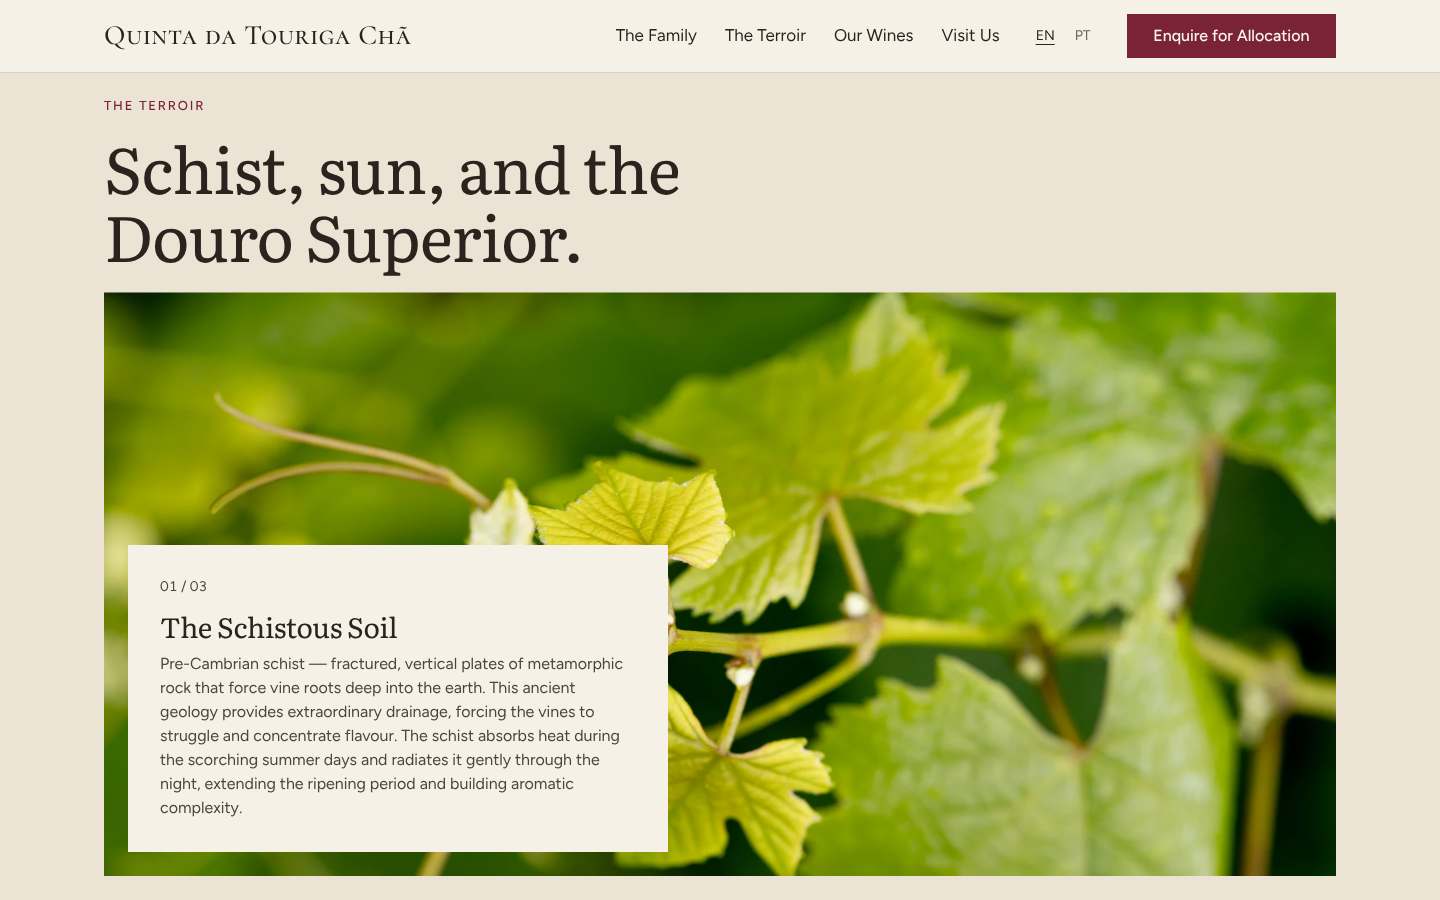 Quinta da Touriga Chã
The Family
The Terroir
Our Wines
Visit Us
EN
PT
Enquire for Allocation
THE TERROIR
Schist, sun, and the
Douro Superior.
01 / 03
The Schistous Soil
Pre-Cambrian schist — fractured, vertical plates of metamorphic
rock that force vine roots deep into the earth. This ancient
geology provides extraordinary drainage, forcing the vines to
struggle and concentrate flavour. The schist absorbs heat during
the scorching summer days and radiates it gently through the
night, extending the ripening period and building aromatic
complexity.